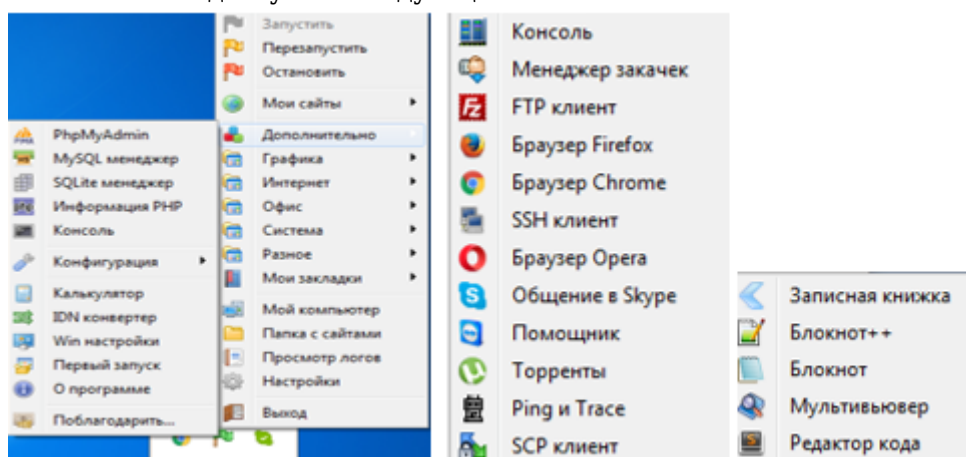 PhpMyAdmin
MySQL менеджер
SQLite менеджер
Информация PHP
Консоль
Конфигурация
Калькулятор
IDN конвертер
Win настройки
Первый запуск
О программе
Поблагодарить...
Запустить
Перезапустить
Остановить
Мои сайты
Дополнительно
Графика
Интернет
Офис
Система
Разное
Мои закладки
Мой компьютер
Папка с сайтами
Просмотр логов
Настройки
Выход
Консоль
Менеджер закачек
FTP клиент
Браузер Firefox
Браузер Chrome
SSH клиент
Браузер Opera
Общение в Skype
Помощник
Торренты
Ping и Trace
SCP клиент
Записная книжка
Блокнот++
Блокнот
Мультивьювер
Редактор кода